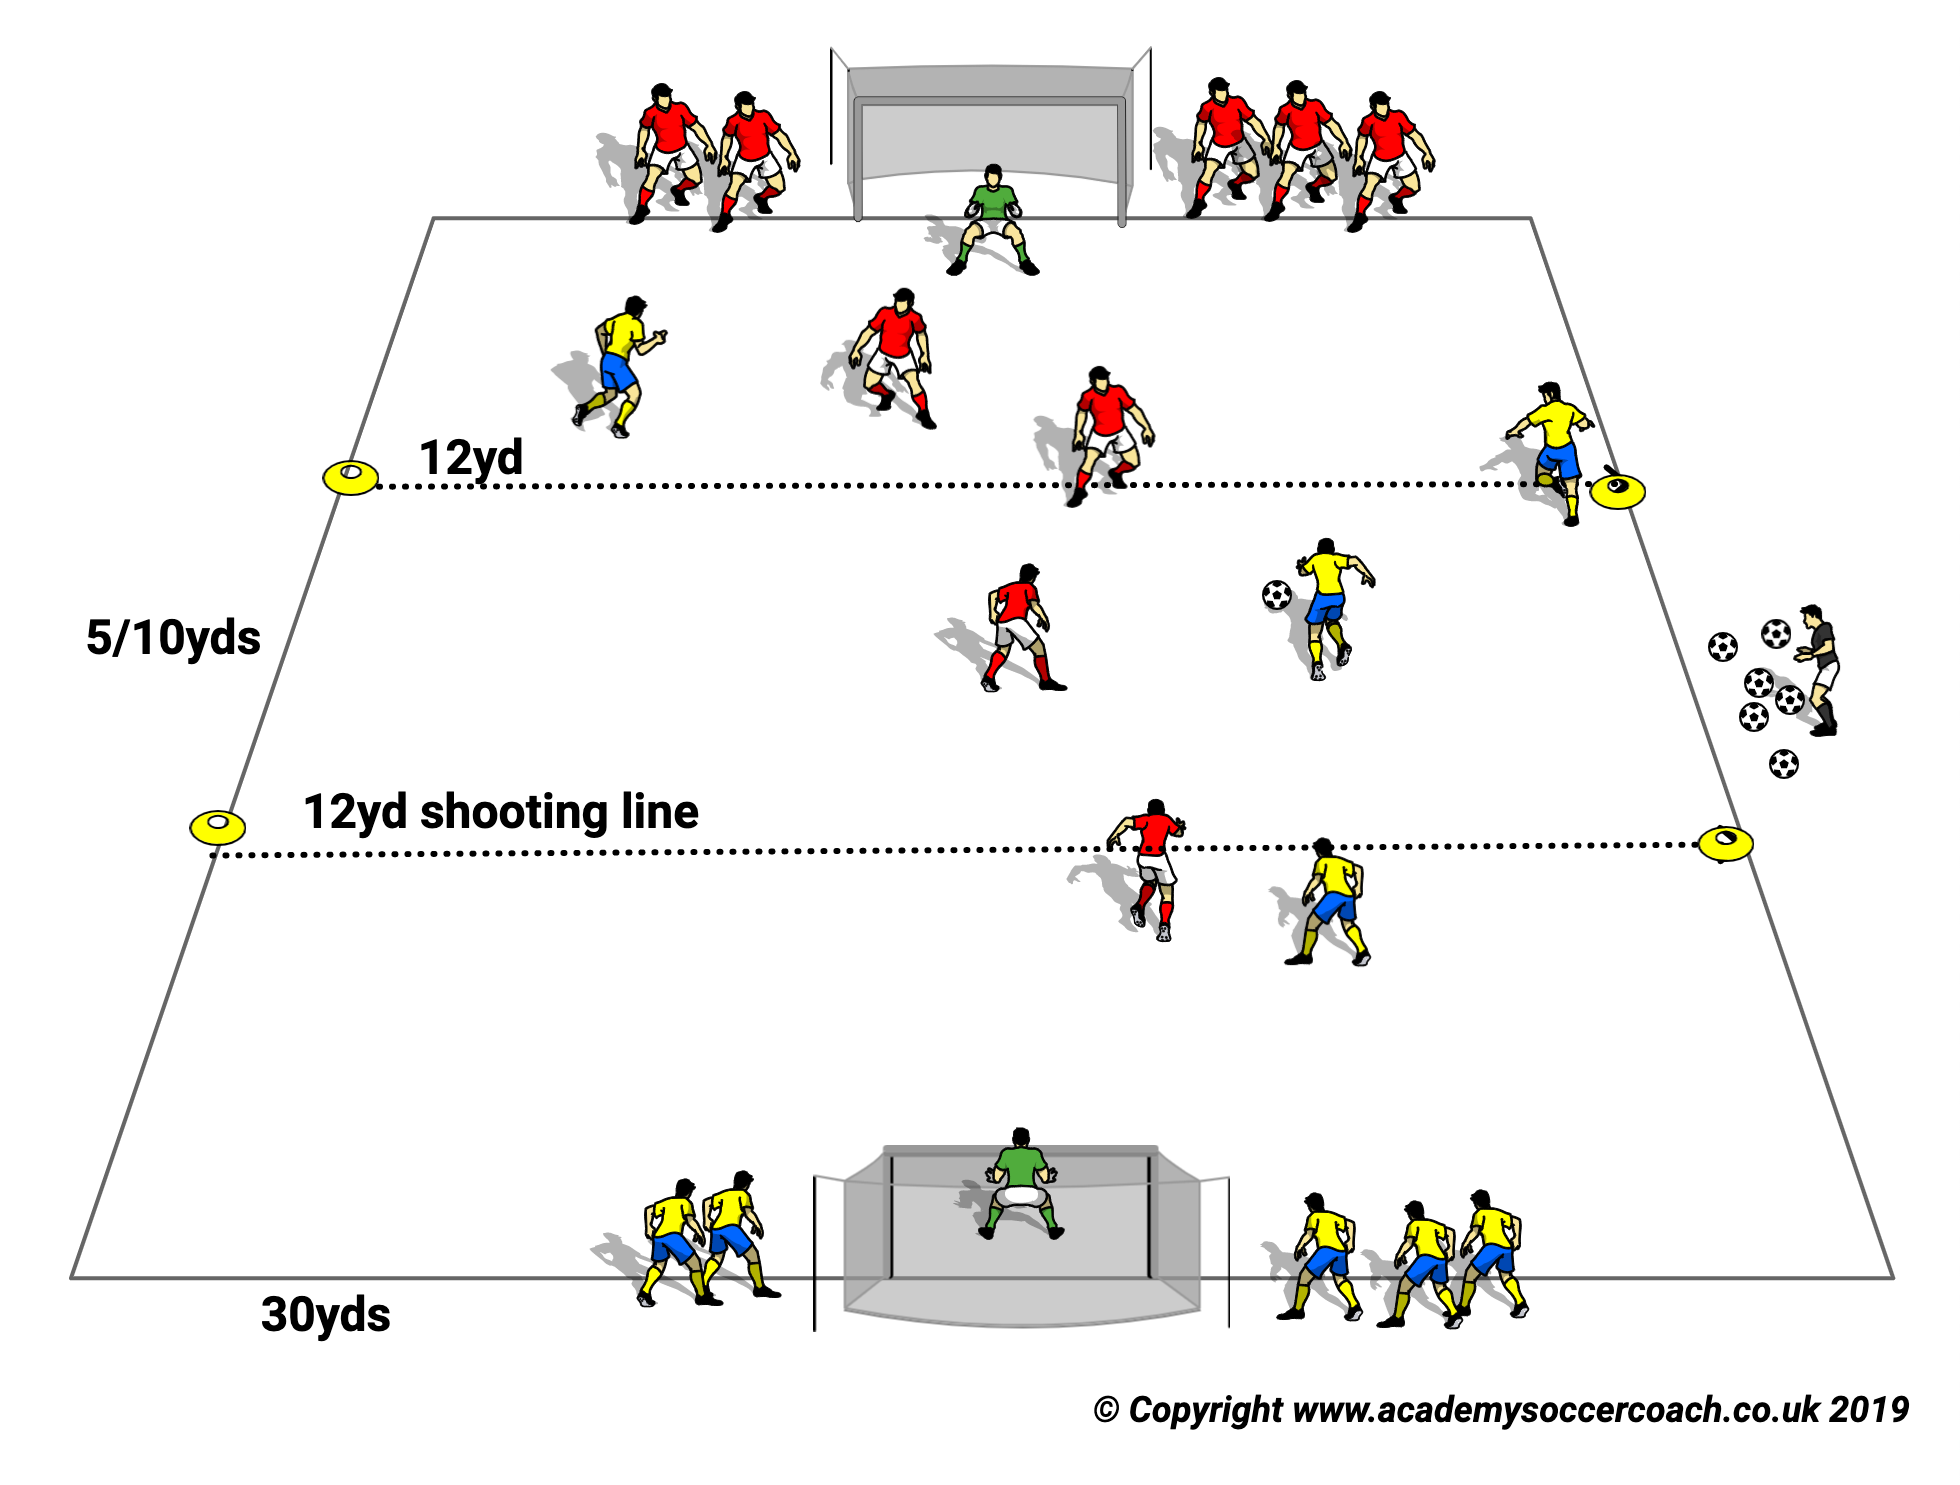 12yd
5/10yds
12yd shooting line
30yds
© Copyright www.academysoccercoach.co.uk 2019